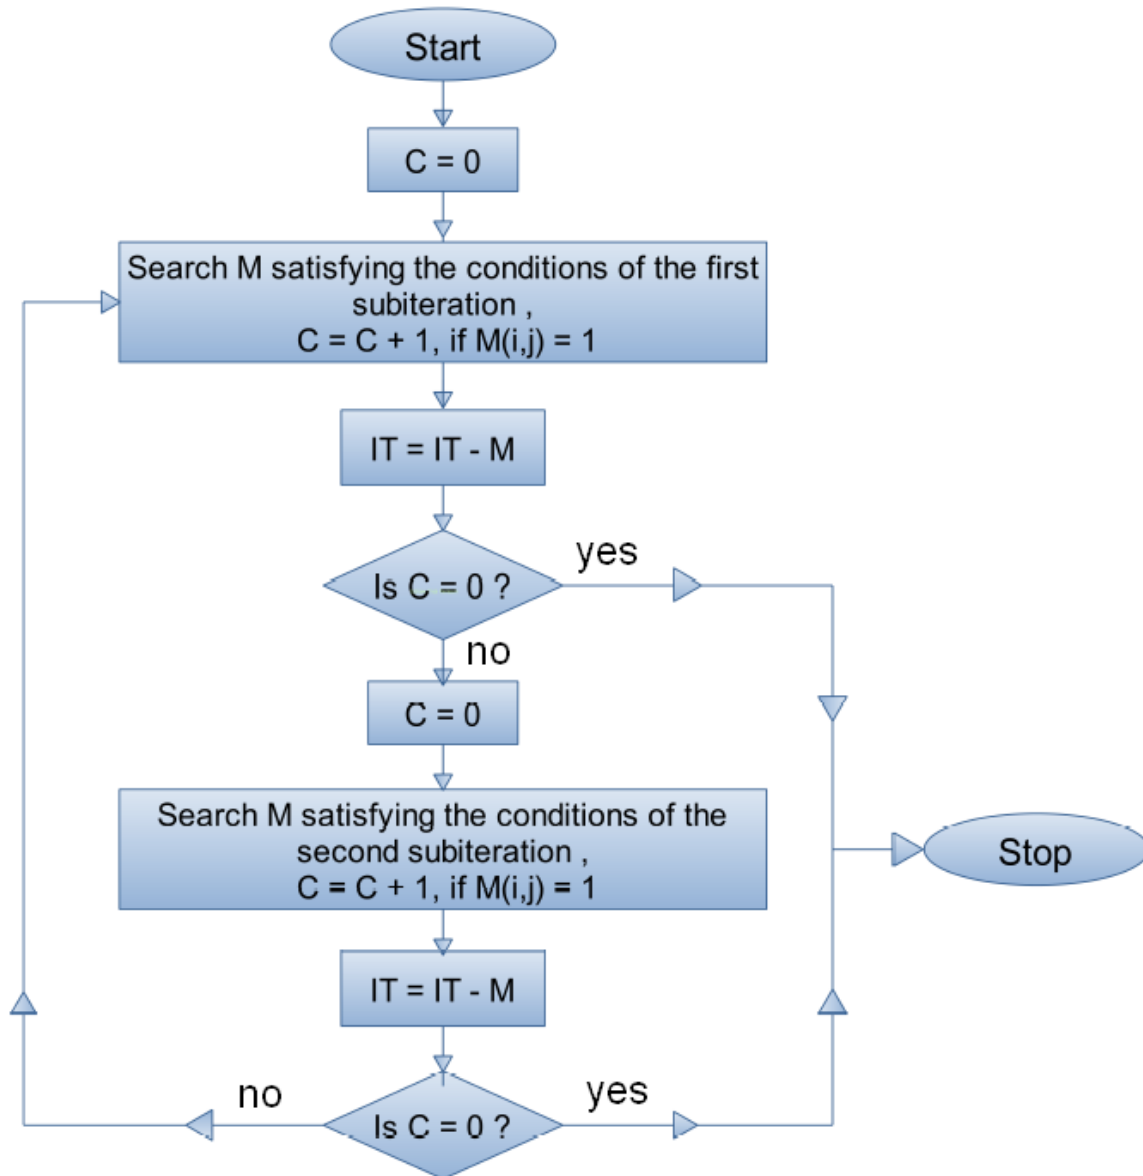 Start
C = 0
Search M satisfying the conditions of the first
subiteration ,
C = C + 1, if M(i,j) = 1
IT = IT - M
Is C = 0 ?
yes
no
C = 0
Search M satisfying the conditions of the
second subiteration ,
C = C + 1, if M(i,j) = 1
Stop
IT = IT - M
no
yes
Is C = 0 ?